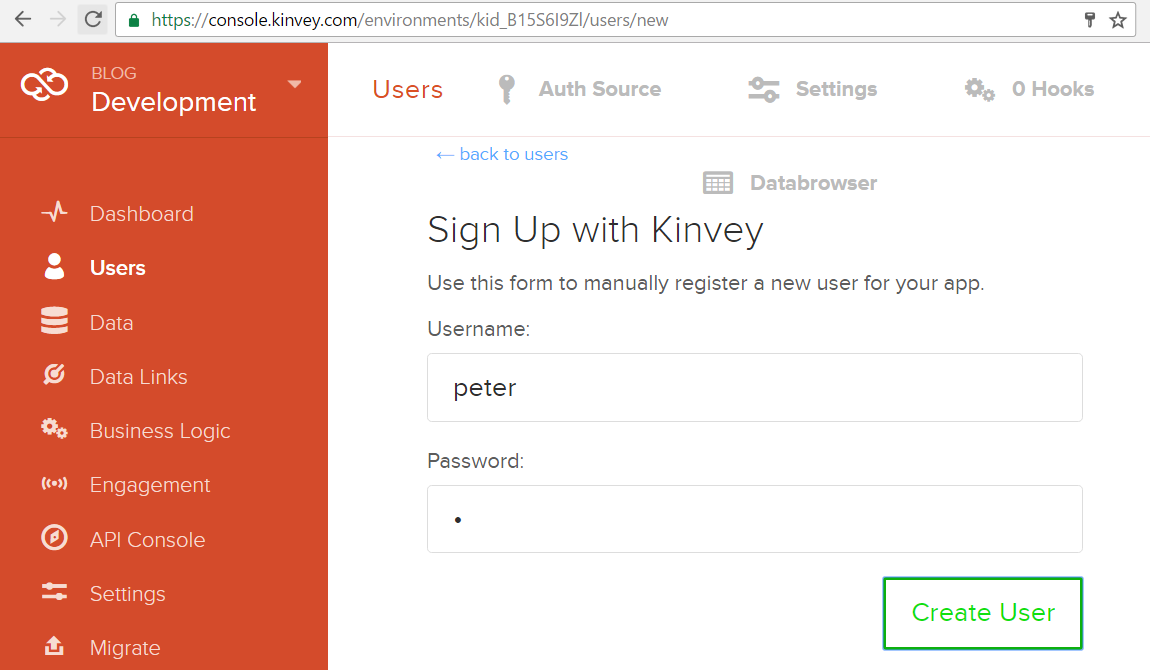 https://console.kinvey.com/environments/kid_B15S6I9Zl/users/new
BLOG
Development
Users
Auth Source
Settings
0 Hooks
← back to users
Databrowser
Dashboard
Users
Data
Data Links
Business Logic
Engagement
API Console
Settings
Migrate
Sign Up with Kinvey
Use this form to manually register a new user for your app.
Username:
peter
Password:
•
Create User